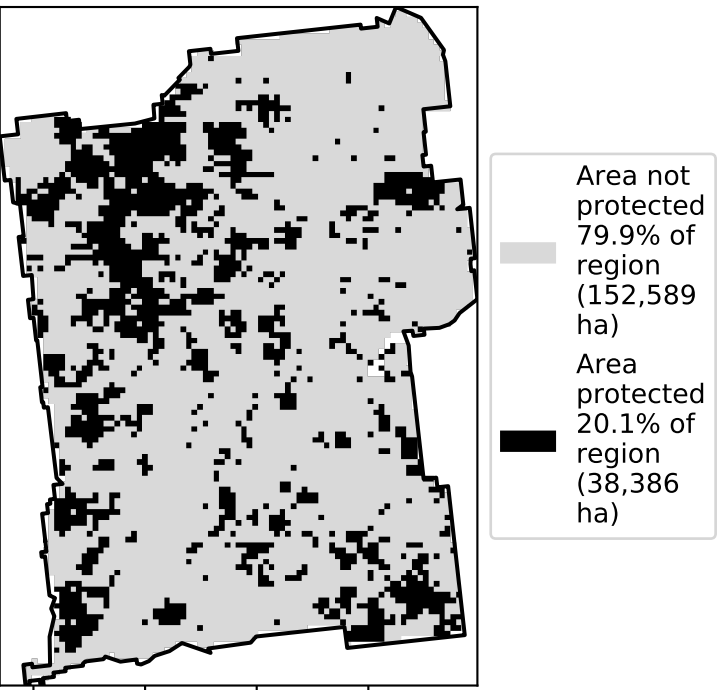 Area not
protected
79.9% of
region
(152,589
ha)
Area
protected
20.1% of
region
(38,386
ha)